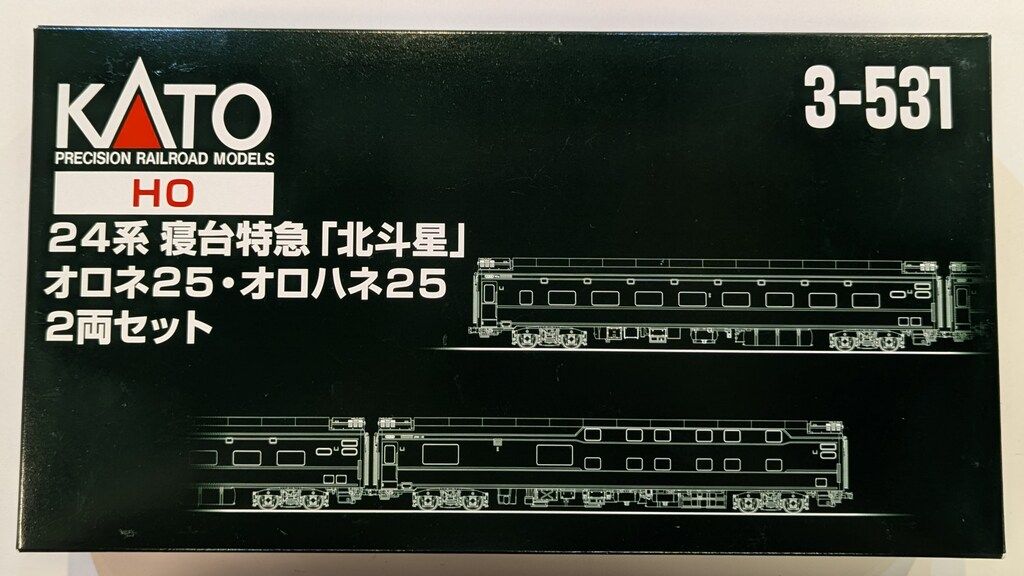 KATO
PRECISION RAILROAD MODELS
HO
3-531
24系 寝台特急「北斗星」
オロネ25・オロハネ25
2両セット